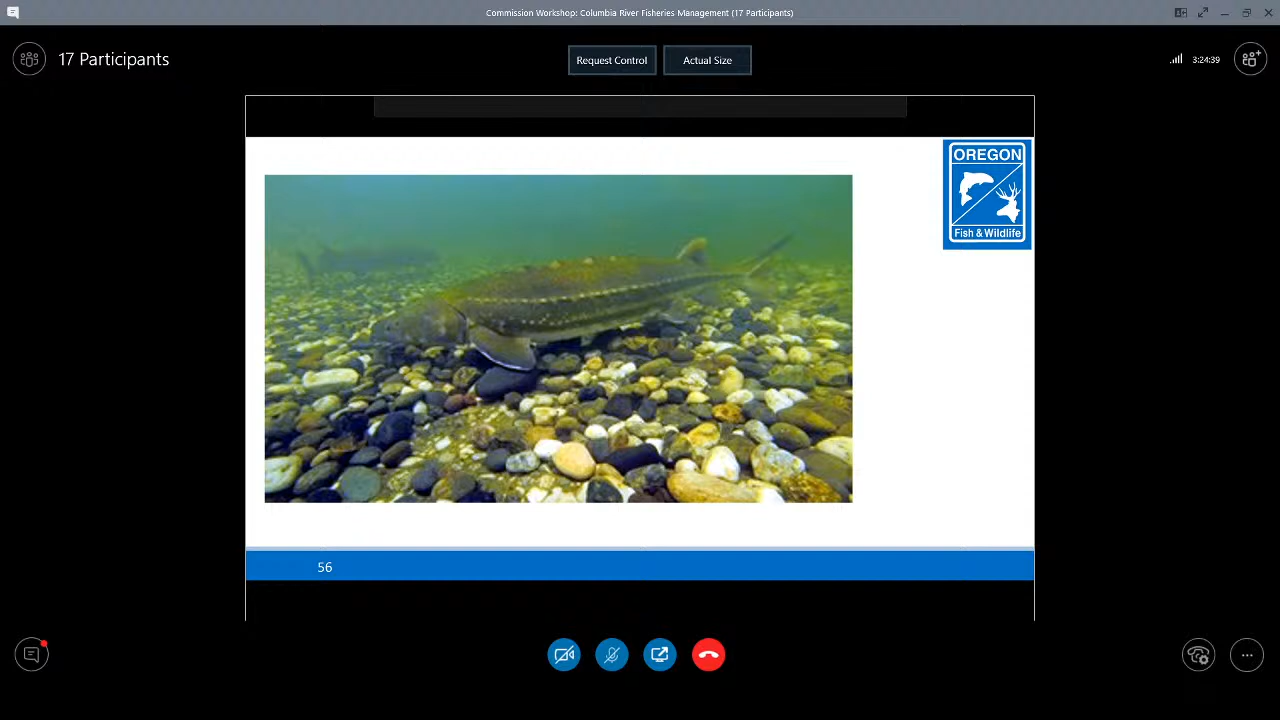 Commission Workshop: Columbia River Fisheries Management (17 Participants)
17 Participants
Request Control
Actual Size
3:24:39
OREGON
Fish & Wildlife
56